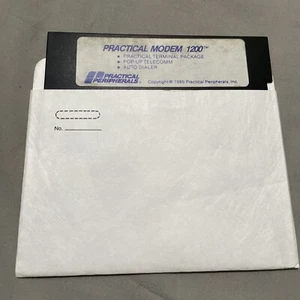 PRACTICAL MODEM 1200™
PRACTICAL TERMINAL PACKAGE
POP-UP TELECOMM
AUTO DIALER
PRACTICAL
PERIPHERALS
Copyright © 1985 Practical Peripherals, Inc.
No.